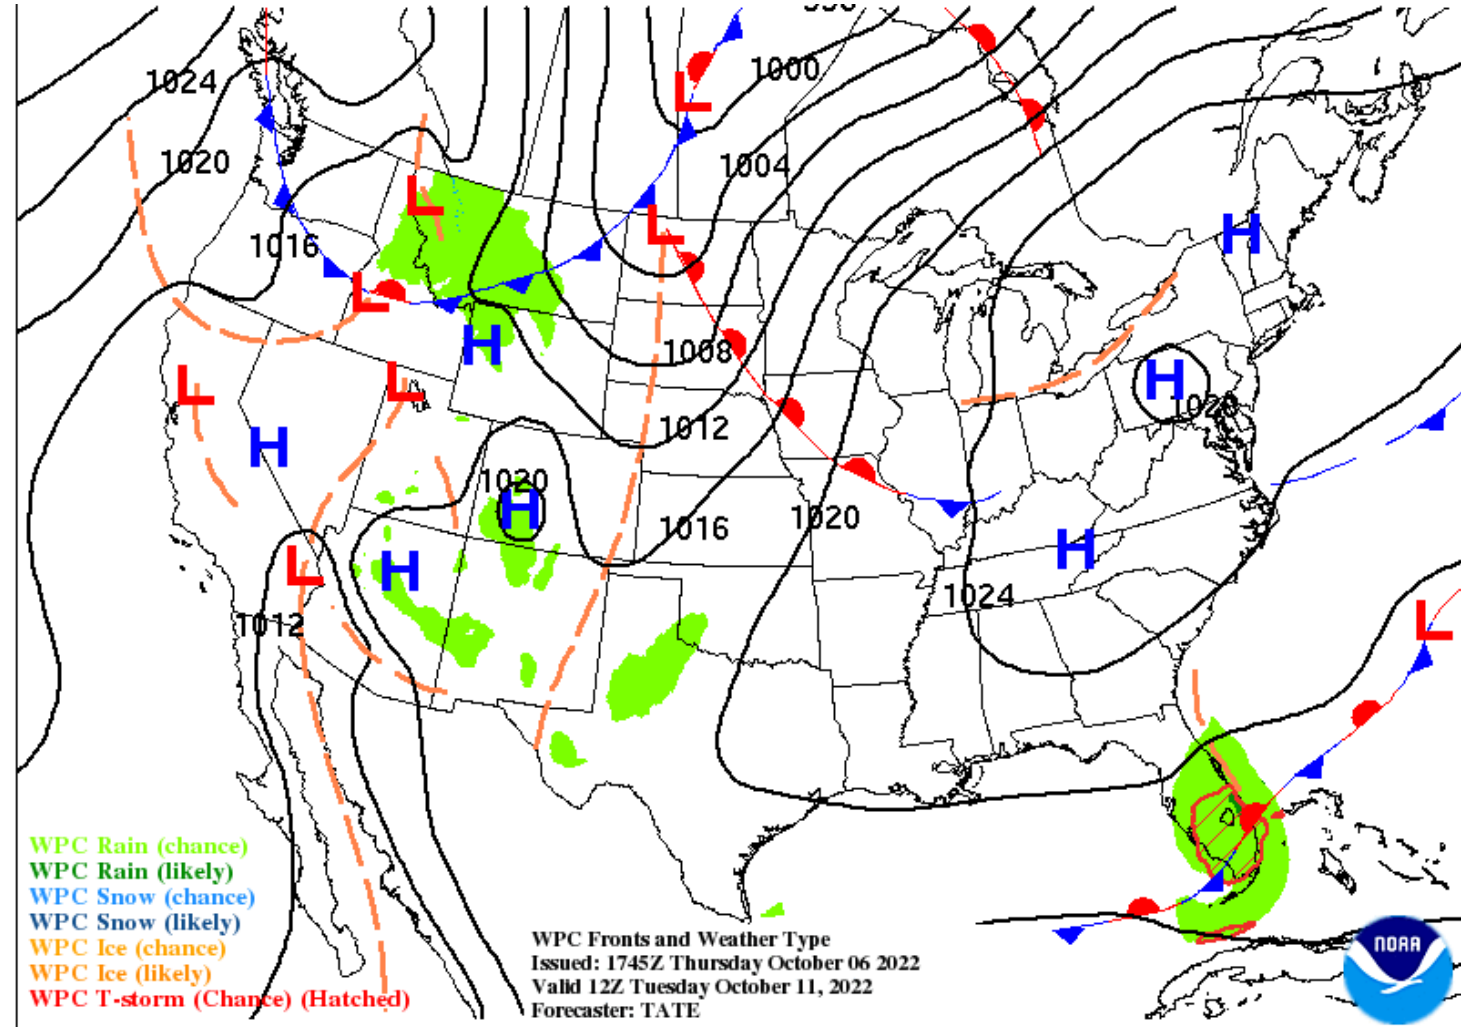 1024
1000
1020
1004
L
L
L
1016
H
L
L
H
1008
L
L
H
1028
1012
H
1020
H
1016
1020
H
H
L
1024
1012
L
WPC Rain (chance)
WPC Rain (likely)
WPC Snow (chance)
WPC Snow (likely)
WPC Ice (chance)
WPC Ice (likely)
WPC T-storm (Chance) (Hatched)
WPC Fronts and Weather Type
Issued: 1745Z Thursday October 06 2022
Valid 12Z Tuesday October 11, 2022
Forecaster: TATE
NOAA